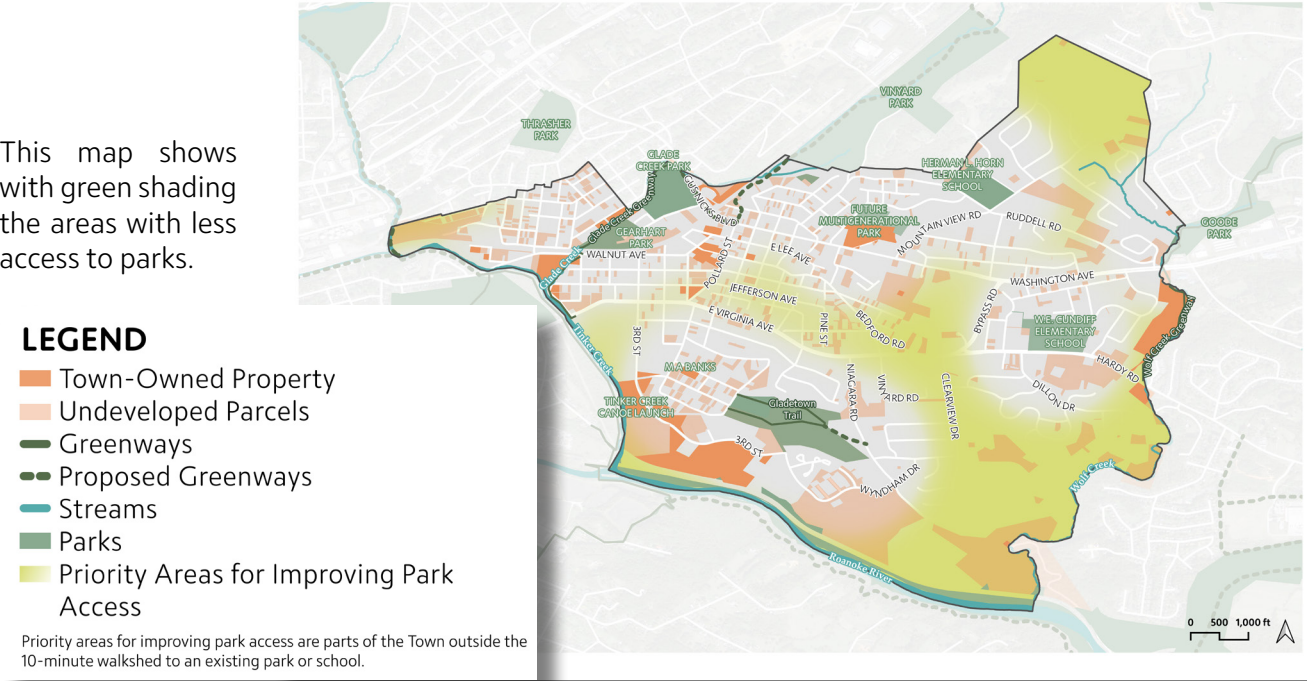 This map shows
with green shading
the areas with less
access to parks.
LEGEND
Town-Owned Property
Undeveloped Parcels
Greenways
Proposed Greenways
Streams
Parks
Priority Areas for Improving Park
Access
Priority areas for improving park access are parts of the Town outside the
10-minute walkshed to an existing park or school.
VINYARD
PARK
THRASHER
PARK
GLADE
CREEK PARK
HERMAN L. HORN
ELEMENTARY
SCHOOL
GUS NICKS BLVD
Glade Creek Greenway
GEARHART
PARK
FUTURE
MULTIGENERATIONAL
PARK
MOUNTAIN VIEW RD
RUDDELL RD
GOODE
PARK
WALNUT AVE
E LEE AVE
POLLARD ST
Glade Creek
WASHINGTON AVE
JEFFERSON AVE
E VIRGINIA AVE
PINE ST
BEDFORD RD
BYPASS RD
W.E. CUNDIFF
ELEMENTARY
SCHOOL
Wolf Creek Greenway
Tinker Creek
3RD ST
M A BANKS
HARDY RD
NIAGARA RD
VINYARD RD
CLEARVIEW DR
DILLON DR
TINKER CREEK
CANOE LAUNCH
Gladetown
Trail
3RD ST
WYNDHAM DR
Wolf Creek
Roanoke River
0 500 1,000 ft